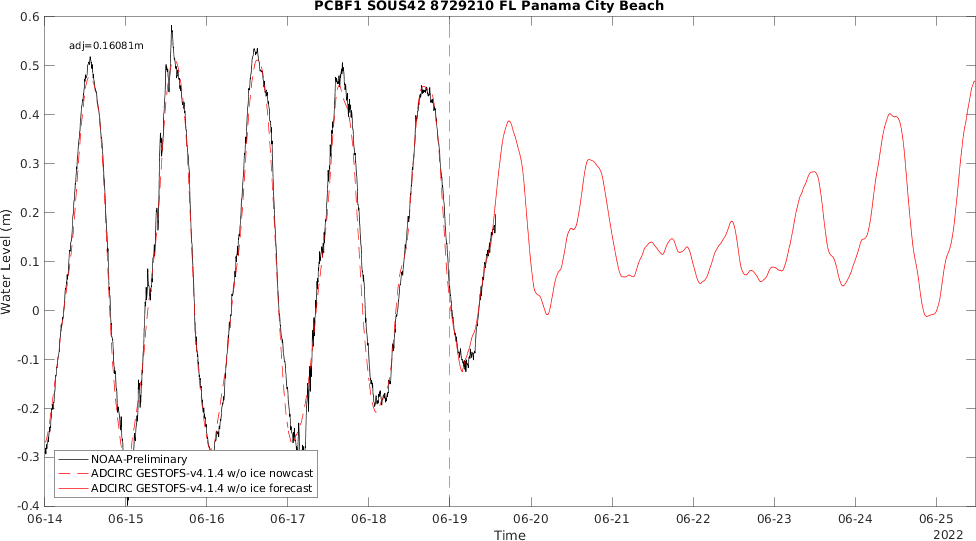 PCBF1 SOUS42 8729210 FL Panama City Beach
adj=0.16081m
0.6
0.5
0.4
0.3
0.2
0.1
0
-0.1
-0.2
-0.3
-0.4
Water Level (m)
NOAA-Preliminary
ADCIRC GESTOFS-v4.1.4 w/o ice nowcast
ADCIRC GESTOFS-v4.1.4 w/o ice forecast
06-14 06-15 06-16 06-17 06-18 06-19 06-20 06-21 06-22 06-23 06-24 06-25
Time
2022